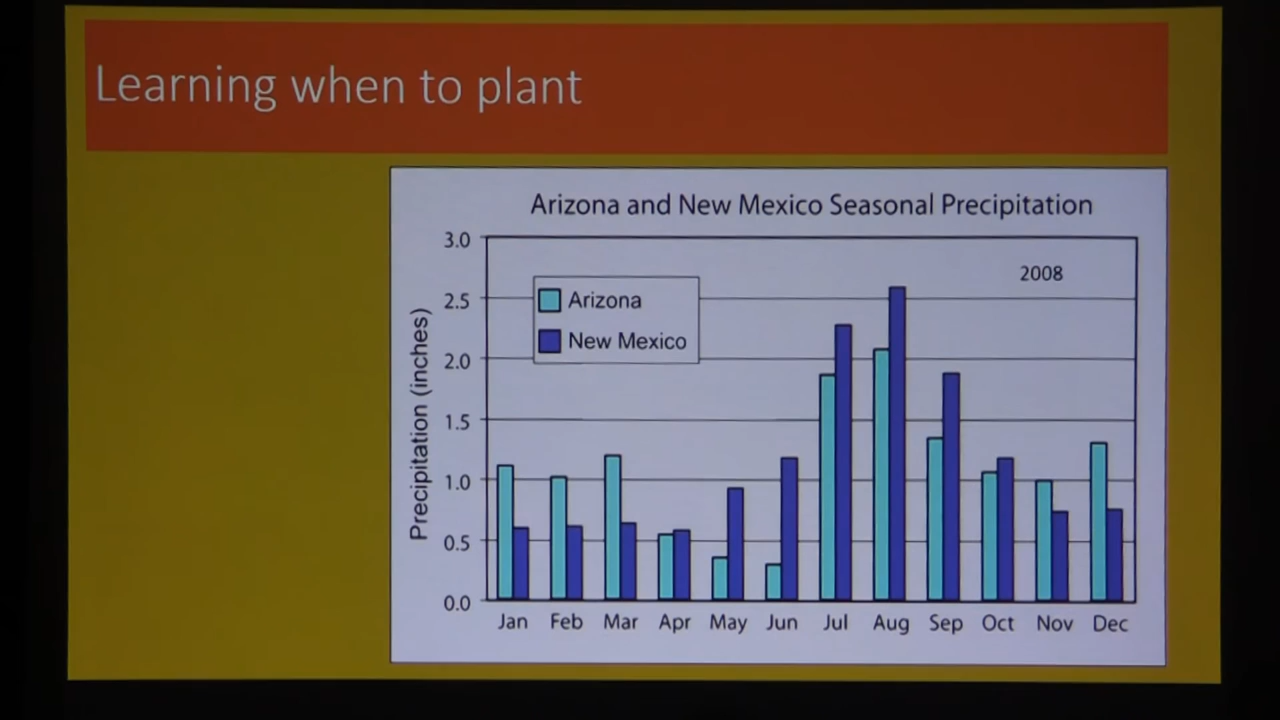 Learning when to plant
Arizona and New Mexico Seasonal Precipitation
2008
Arizona
New Mexico
Precipitation (inches)
3.0
2.5
2.0
1.5
1.0
0.5
0.0
Jan Feb Mar Apr May Jun Jul Aug Sep Oct Nov Dec